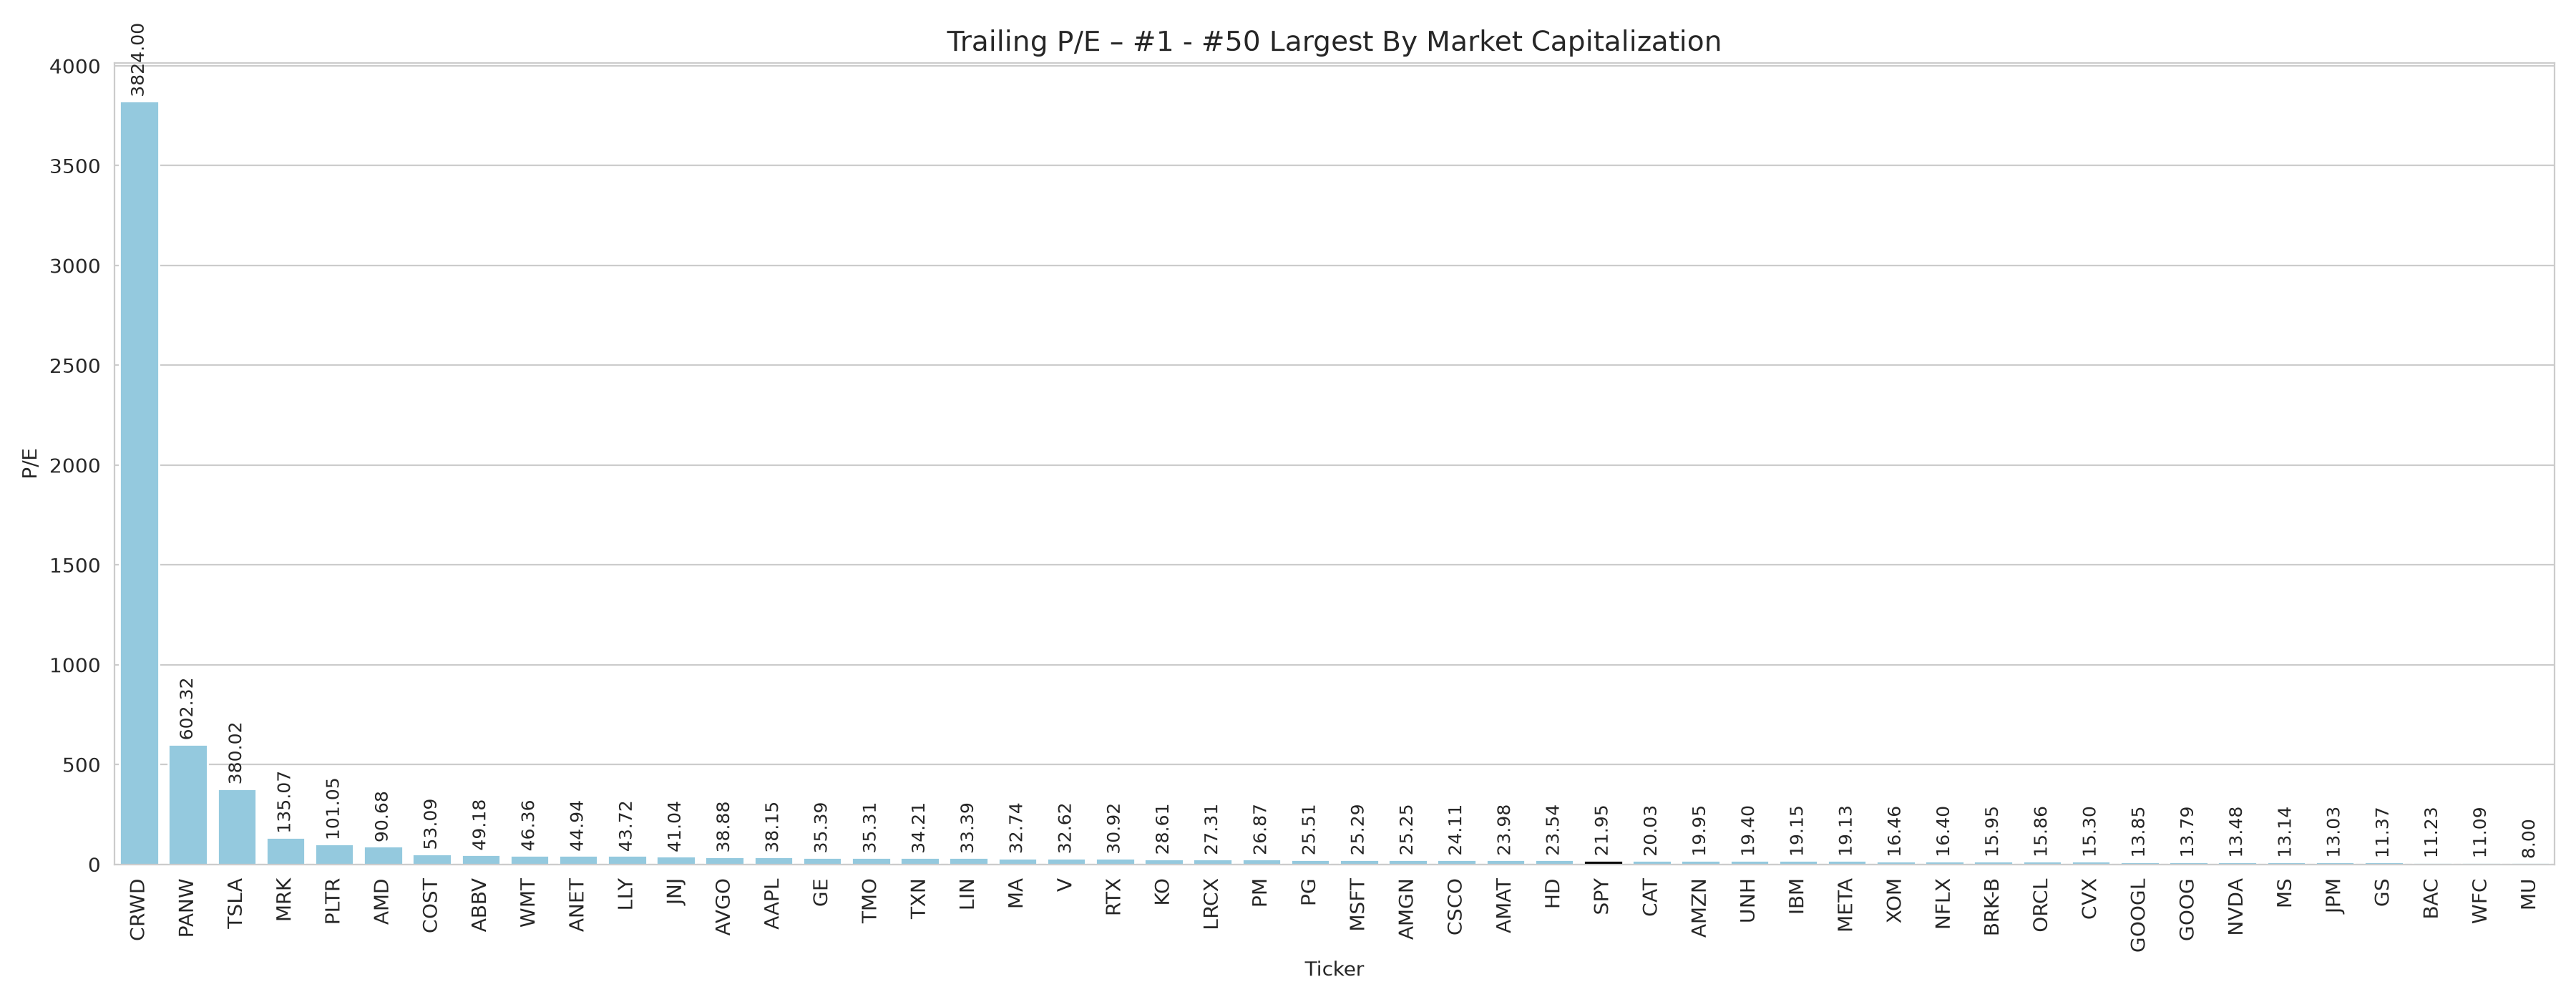 Trailing P/E – #1 - #50 Largest By Market Capitalization
P/E
4000
3500
3000
2500
2000
1500
1000
500
0
3824.00
602.32
380.02
135.07
101.05
90.68
53.09
49.18
46.36
44.94
43.72
41.04
38.88
38.15
35.39
35.31
34.21
33.39
32.74
32.62
30.92
28.61
27.31
26.87
25.51
25.29
25.25
24.11
23.98
23.54
21.95
20.03
19.95
19.40
19.15
19.13
16.46
16.40
15.95
15.86
15.30
13.85
13.79
13.48
13.14
13.03
11.37
11.23
11.09
8.00
CRWD
PANW
TSLA
MRK
PLTR
AMD
COST
ABBV
WMT
ANET
LLY
JNJ
AVGO
AAPL
GE
TMO
TXN
LIN
MA
V
RTX
KO
LRCX
PM
PG
MSFT
AMGN
CSCO
AMAT
HD
SPY
CAT
AMZN
UNH
IBM
META
XOM
NFLX
BRK-B
ORCL
CVX
GOOGL
GOOG
NVDA
MS
JPM
GS
BAC
WFC
MU
Ticker